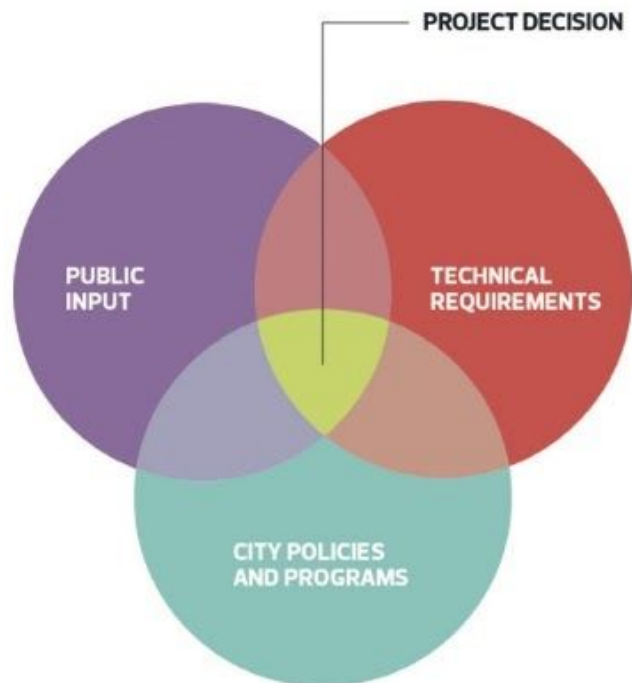 PROJECT DECISION
PUBLIC
INPUT
TECHNICAL
REQUIREMENTS
CITY POLICIES
AND PROGRAMS